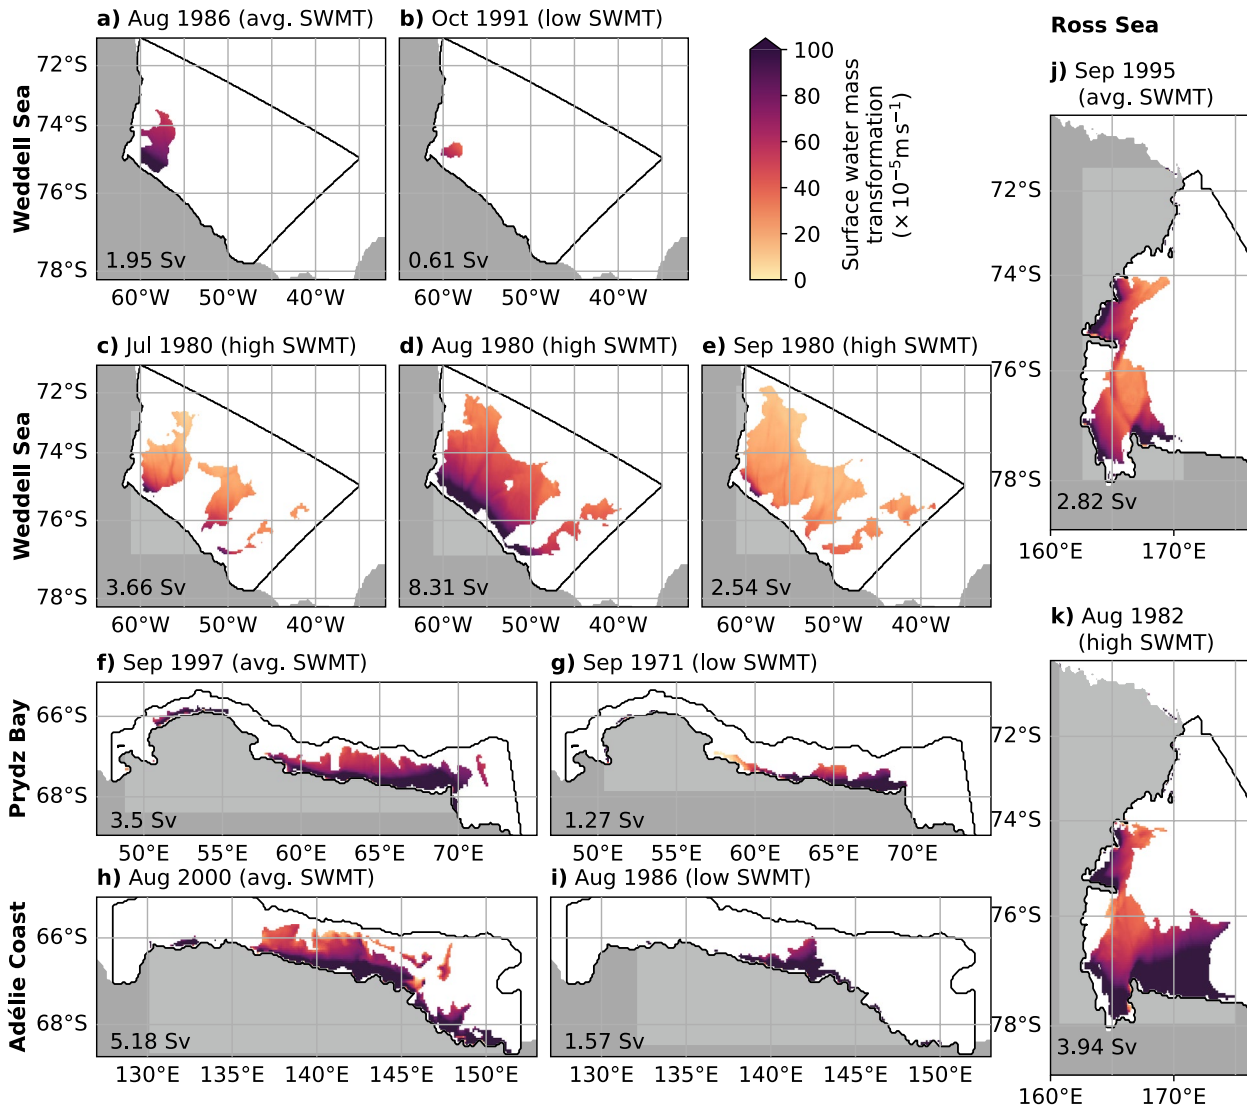 a) Aug 1986 (avg. SWMT)
b) Oct 1991 (low SWMT)
Weddell Sea
72°S
74°S
76°S
78°S
1.95 Sv
0.61 Sv
60°W 50°W 40°W
60°W 50°W 40°W
100
80
60
40
20
0
Surface water mass
transformation
(×10⁻⁵m s⁻¹)
c) Jul 1980 (high SWMT)
d) Aug 1980 (high SWMT)
e) Sep 1980 (high SWMT)
Weddell Sea
72°S
74°S
76°S
78°S
3.66 Sv
8.31 Sv
2.54 Sv
60°W 50°W 40°W
60°W 50°W 40°W
60°W 50°W 40°W
f) Sep 1997 (avg. SWMT)
g) Sep 1971 (low SWMT)
Prydz Bay
66°S
68°S
3.5 Sv
1.27 Sv
50°E 55°E 60°E 65°E 70°E
50°E 55°E 60°E 65°E 70°E
h) Aug 2000 (avg. SWMT)
i) Aug 1986 (low SWMT)
Adélie Coast
66°S
68°S
5.18 Sv
1.57 Sv
130°E 135°E 140°E 145°E 150°E
130°E 135°E 140°E 145°E 150°E
Ross Sea
j) Sep 1995
(avg. SWMT)
72°S
74°S
76°S
78°S
2.82 Sv
160°E 170°E
k) Aug 1982
(high SWMT)
72°S
74°S
76°S
78°S
3.94 Sv
160°E 170°E